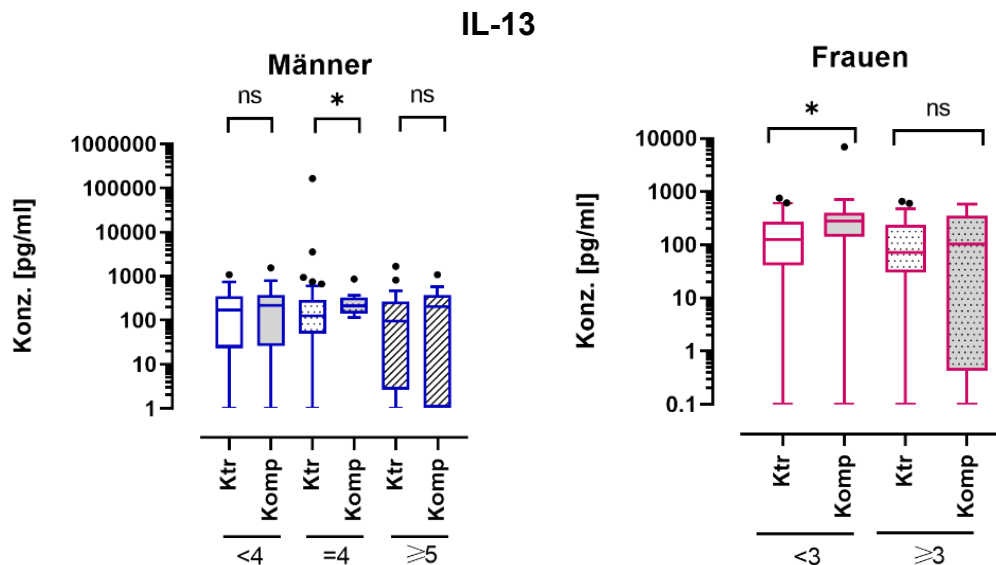 IL-13
Männer
ns
*
ns
Konz. [pg/ml]
1000000
100000
10000
1000
100
10
1
Ktr
Komp
Ktr
Komp
Ktr
Komp
<4
=4
⩾5
Frauen
*
ns
Konz. [pg/ml]
10000
1000
100
10
1
0.1
Ktr
Komp
Ktr
Komp
<3
⩾3